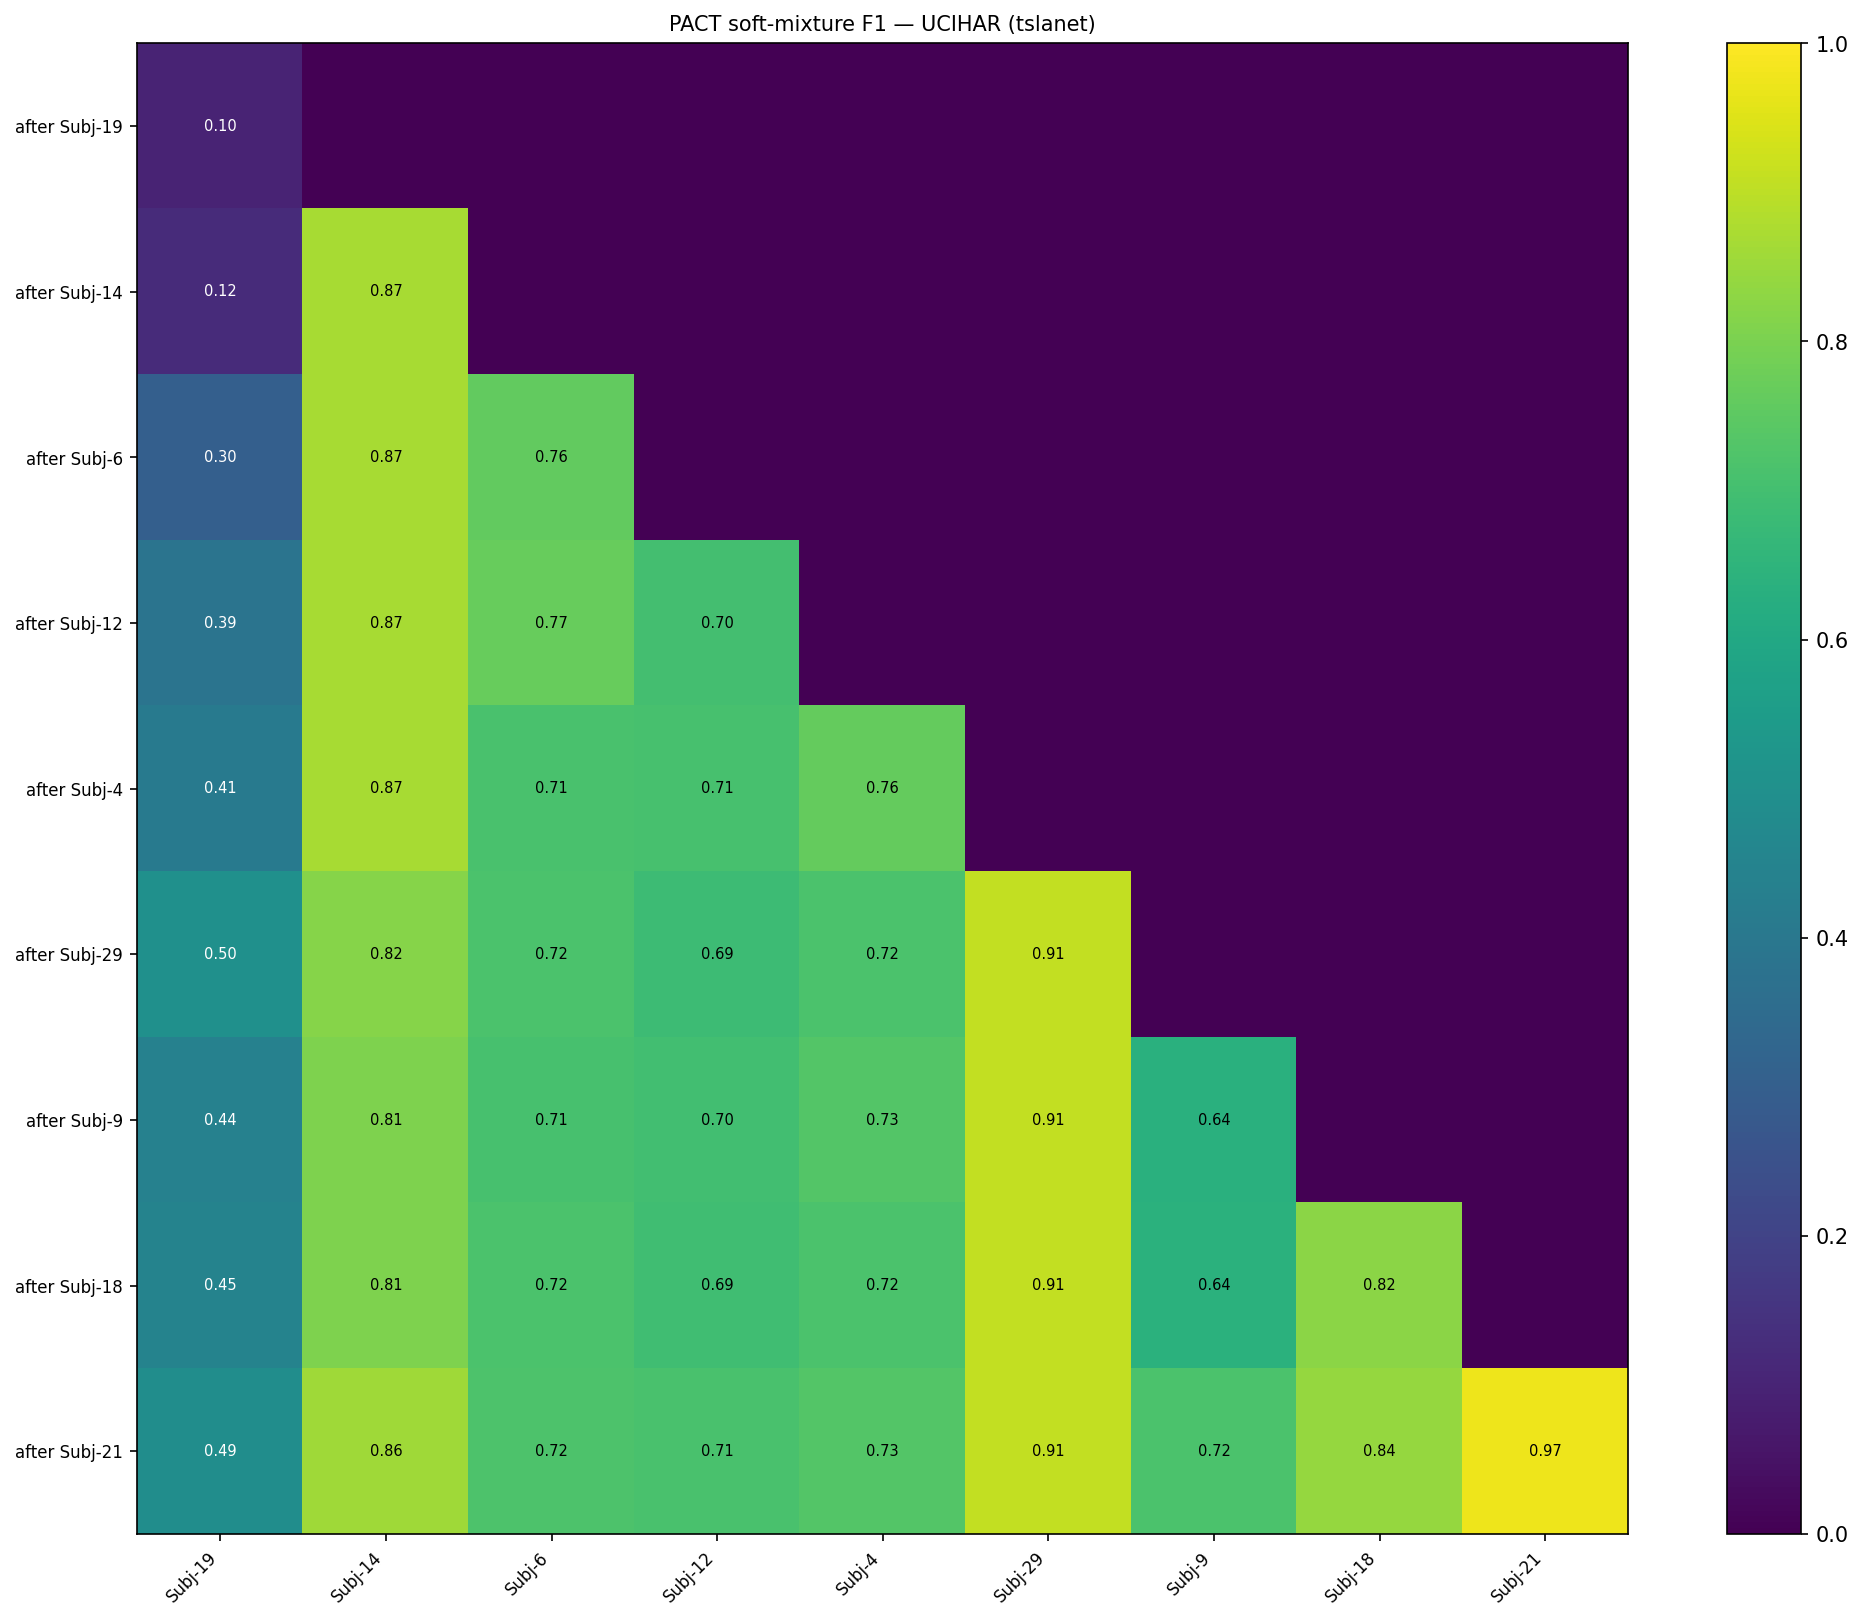 PACT soft-mixture F1 — UCIHAR (tslanet)
1.0
after Subj-19 0.10
after Subj-14 0.12 0.87
0.8
after Subj-6 0.30 0.87 0.76
after Subj-12 0.39 0.87 0.77 0.70
0.6
after Subj-4 0.41 0.87 0.71 0.71 0.76
0.4
after Subj-29 0.50 0.82 0.72 0.69 0.72 0.91
after Subj-9 0.44 0.81 0.71 0.70 0.73 0.91 0.64
0.2
after Subj-18 0.45 0.81 0.72 0.69 0.72 0.91 0.64 0.82
after Subj-21 0.49 0.86 0.72 0.71 0.73 0.91 0.72 0.84 0.97
0.0
Subj-19 Subj-14 Subj-6 Subj-12 Subj-4 Subj-29 Subj-9 Subj-18 Subj-21